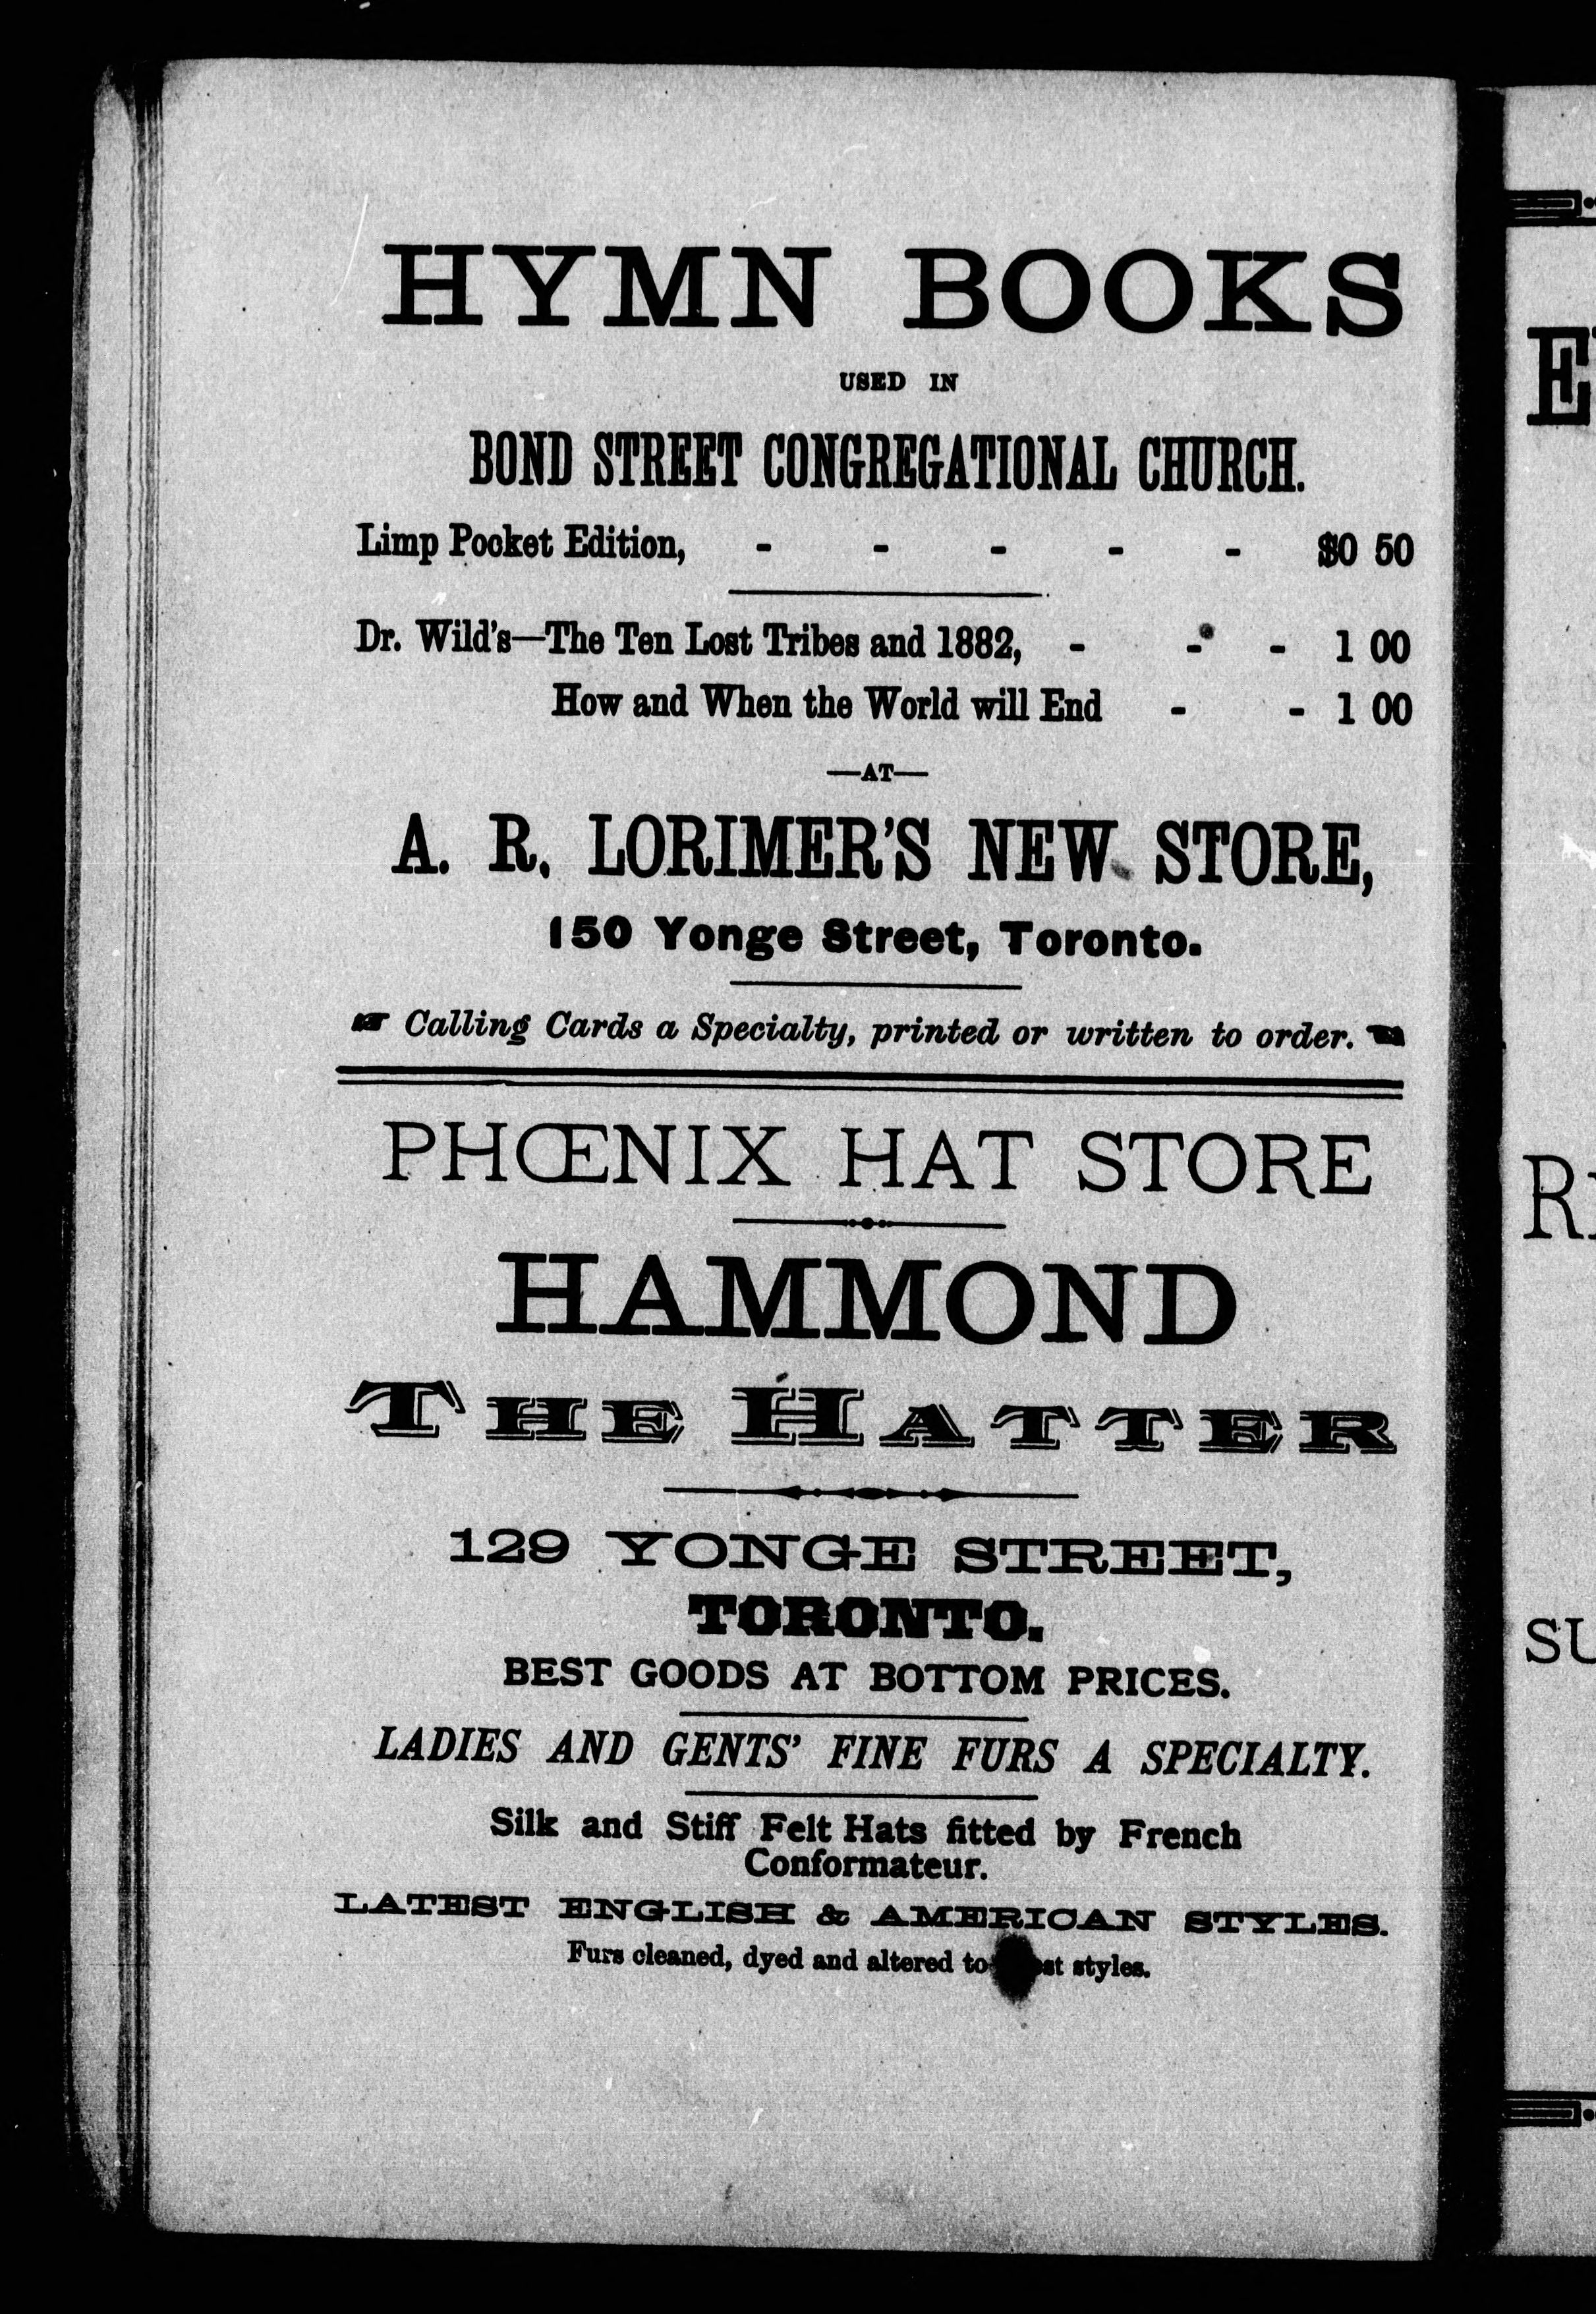 HYMN BOOKS
USED IN
BOND STREET CONGREGATIONAL CHURCH.
Limp Pocket Edition, - - - - - $0 50
Dr. Wild's—The Ten Lost Tribes and 1882, - - - 1 00
How and When the World will End - - 1 00
—AT—
A. R. LORIMER'S NEW STORE,
150 Yonge Street, Toronto.
☛ Calling Cards a Specialty, printed or written to order. ☚
PHŒNIX HAT STORE
HAMMOND
THE HATTER
129 YONGE STREET,
TORONTO.
BEST GOODS AT BOTTOM PRICES.
LADIES AND GENTS' FINE FURS A SPECIALTY.
Silk and Stiff Felt Hats fitted by French
Conformateur.
LATEST ENGLISH & AMERICAN STYLES.
Furs cleaned, dyed and altered to styles.